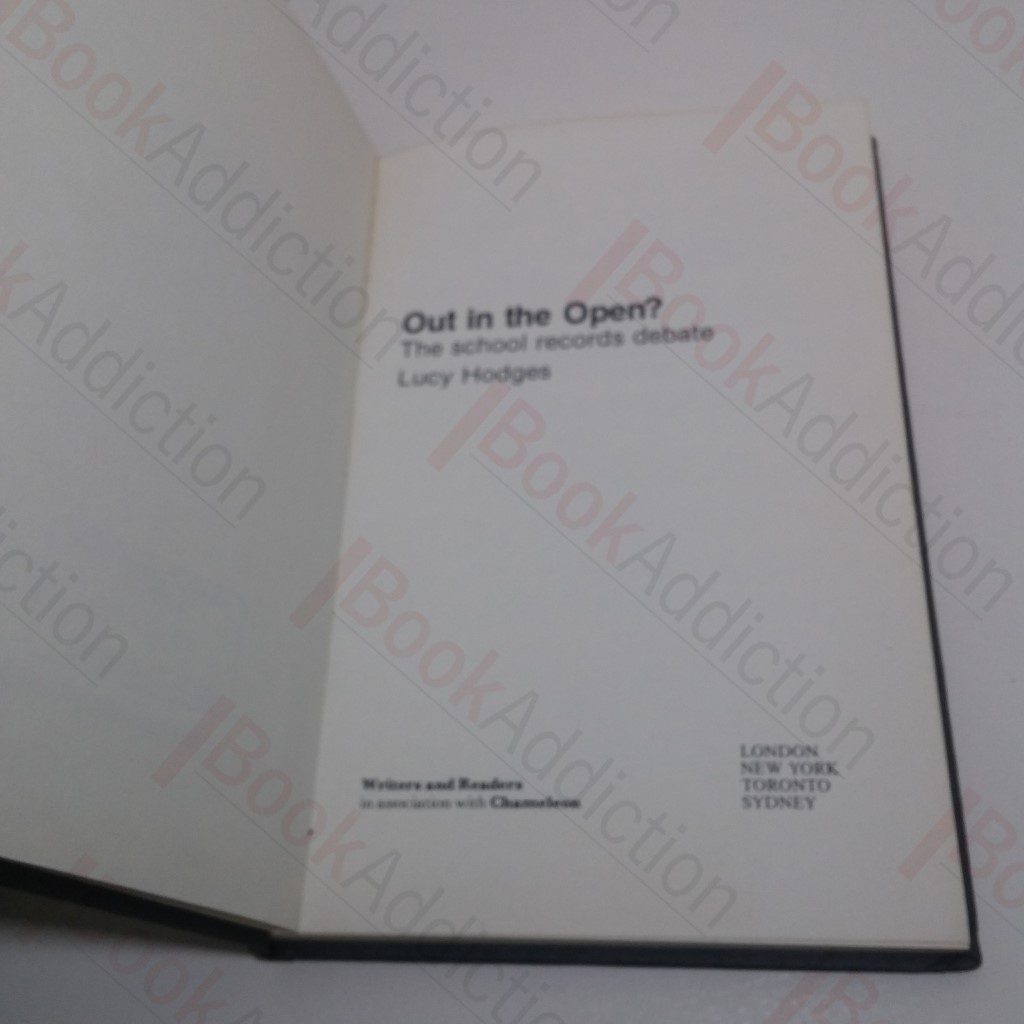 Out in the Open?
The school records debate
Lucy Hodges
Writers and Readers
in association with Chameleon
LONDON
NEW YORK
TORONTO
SYDNEY
BookAddiction